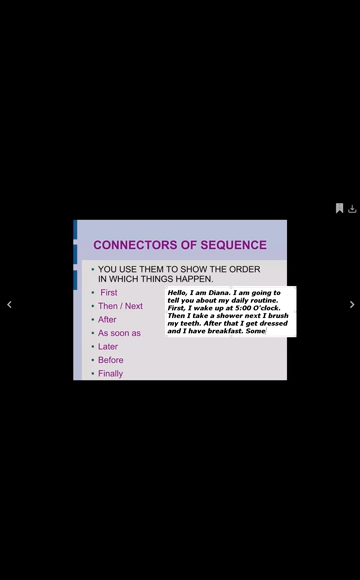 CONNECTORS OF SEQUENCE
YOU USE THEM TO SHOW THE ORDER
IN WHICH THINGS HAPPEN.
First
Then / Next
After
As soon as
Later
Before
Finally
Hello, I am Diana. I am going to
tell you about my daily routine.
First, I wake up at 5:00 O'clock.
Then I take a shower next I brush
my teeth. After that I get dressed
and I have breakfast. Some